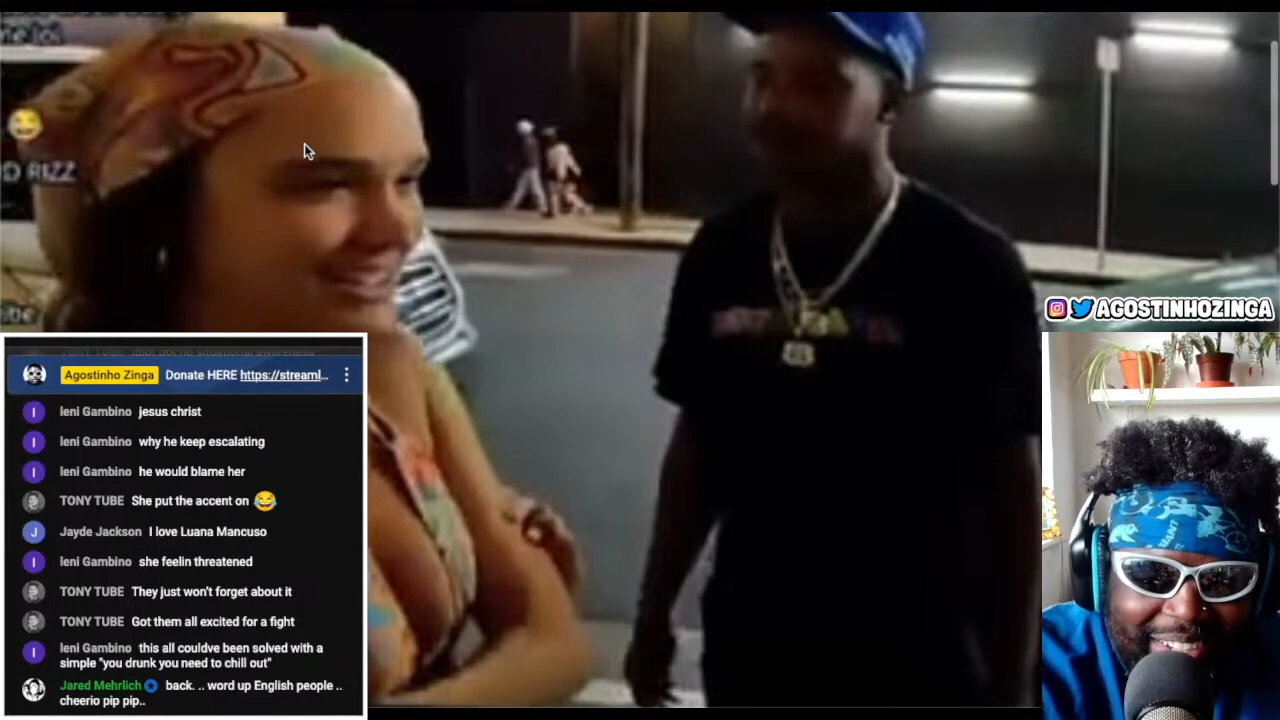 D RIZZ
AGOSTINHOZINGA
Agostinho Zinga Donate HERE https://streaml...
I leni Gambino jesus christ
I leni Gambino why he keep escalating
I leni Gambino he would blame her
TONY TUBE She put the accent on 😂
J Jayde Jackson I love Luana Mancuso
I leni Gambino she feelin threatened
TONY TUBE They just won't forget about it
TONY TUBE Got them all excited for a fight
I leni Gambino this all couldve been solved with a
simple "you drunk you need to chill out"
Jared Mehrlich back. .. word up English people ..
cheerio pip pip..